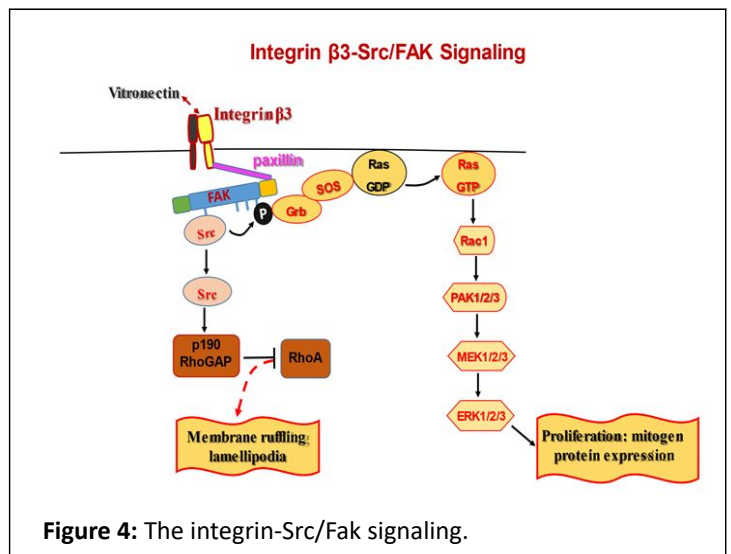 Integrin β3-Src/FAK Signaling
Vitronectin
Integrin β3
paxillin
FAK
Src
P
Grb
SOS
Ras
GDP
Ras
GTP
Rac1
PAK1/2/3
MEK1/2/3
ERK1/2/3
Proliferation: mitogen
protein expression
Src
p190
RhoGAP
RhoA
Membrane ruffling;
lamellipodia
Figure 4: The integrin-Src/Fak signaling.